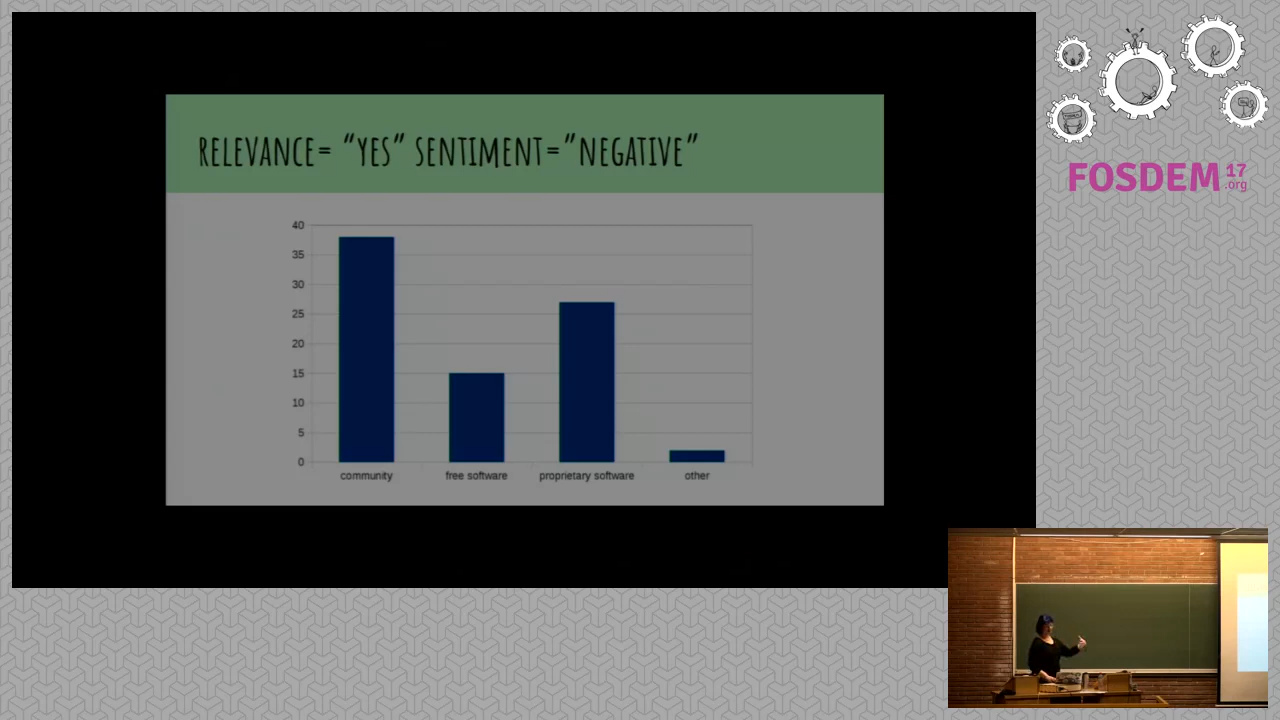 RELEVANCE= “YES” SENTIMENT=”NEGATIVE”
40
35
30
25
20
15
10
5
0
community
free software
proprietary software
other
FOSDEM 17
.org